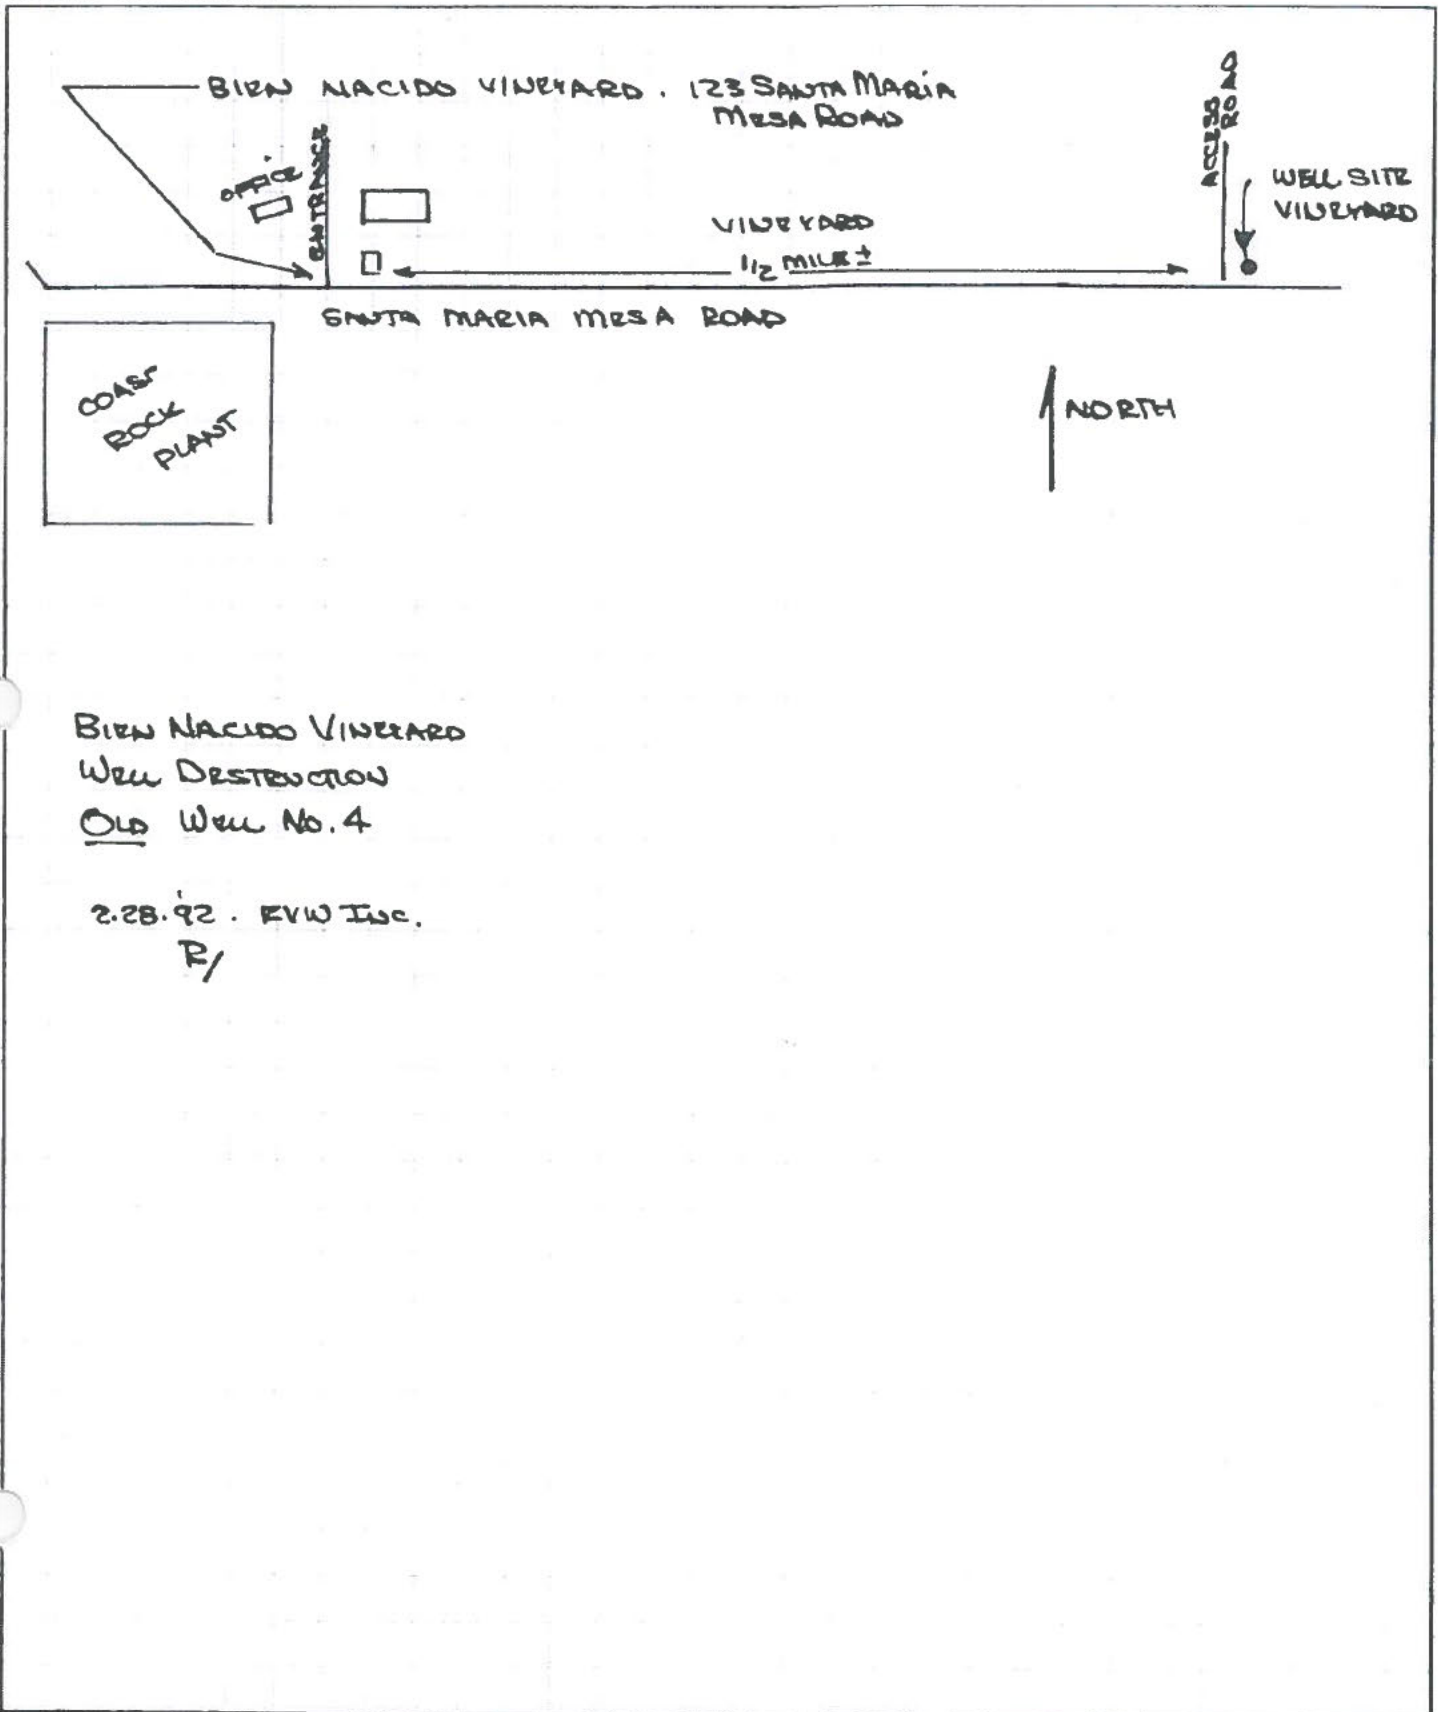 BIEN NACIDO VINEYARD. 123 SANTA MARIA
MESA ROAD
OFFICE
ENTRANCE
ACCESS
ROAD
WELL SITE
VINEYARD
VINEYARD
1/2 MILE ±
SANTA MARIA MESA ROAD
COAST
ROCK
PLANT
NORTH
BIEN NACIDO VINEYARD
WELL DESTRUCTION
OLD WELL NO. 4
2.28.'92. FVW INC.
R/